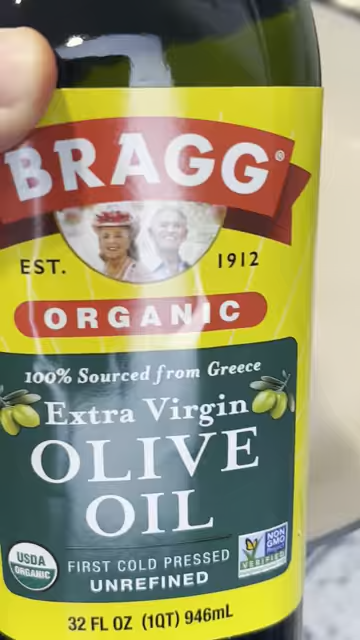 BRAGG®
EST. 1912
ORGANIC
100% Sourced from Greece
Extra Virgin
OLIVE
OIL
USDA
ORGANIC
FIRST COLD PRESSED
UNREFINED
NON
GMO
VERIFIED
32 FL OZ (1QT) 946mL